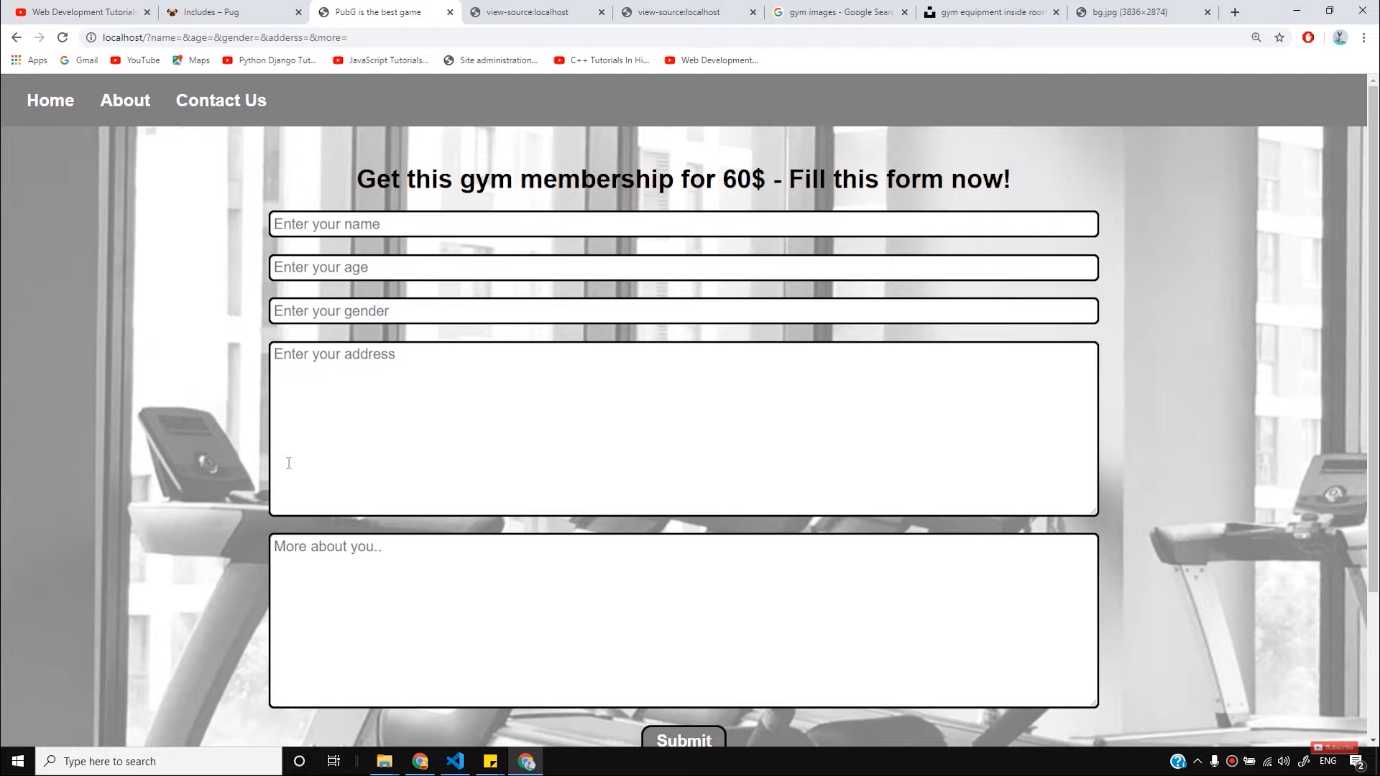 Web Development Tutorials
Includes – Pug
PubG is the best game
view-source:localhost
view-source:localhost
gym images - Google Searc
gym equipment inside room
bg.jpg (3836×2874)
localhost/?name=&age=&gender=&adderss=&more=
Apps
Gmail
YouTube
Maps
Python Django Tut...
JavaScript Tutorials...
Site administration...
C++ Tutorials In Hi...
Web Development...
Home
About
Contact Us
Get this gym membership for 60$ - Fill this form now!
Enter your name
Enter your age
Enter your gender
Enter your address
More about you..
Submit
Subscribe
Type here to search
ENG
2